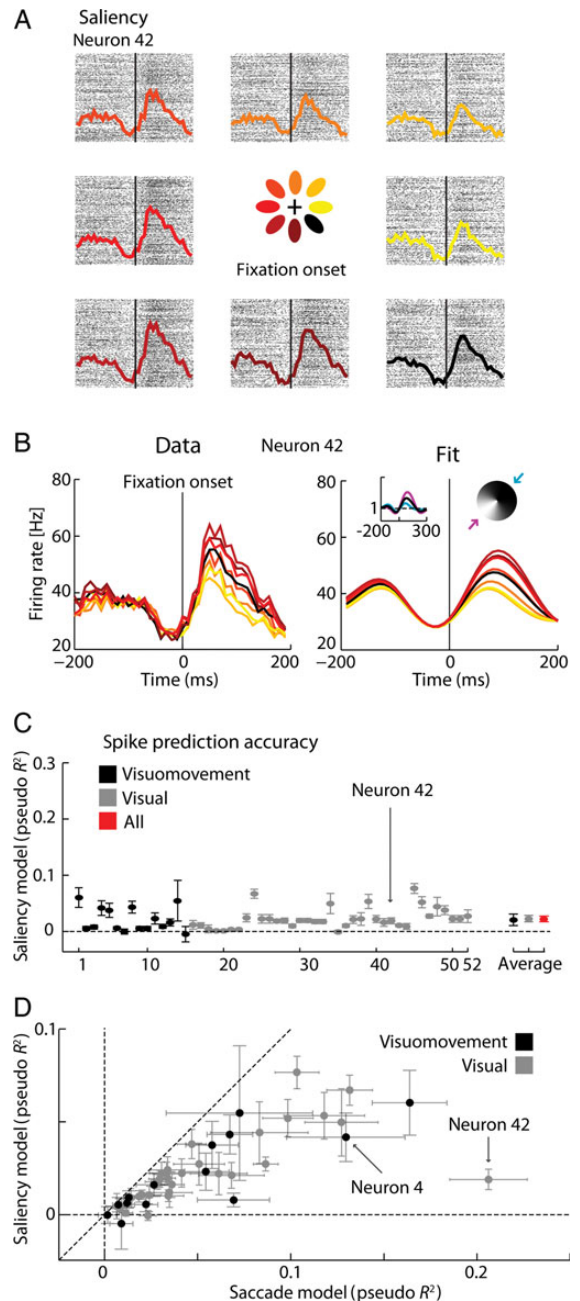 A
Saliency
Neuron 42
Fixation onset
B
Data
Neuron 42
Fit
80
60
40
20
Firing rate [Hz]
Fixation onset
-200
0
200
Time (ms)
80
60
40
20
1
-200
300
−200
0
200
Time (ms)
C
Spike prediction accuracy
Visuomovement
Visual
All
Neuron 42
0.3
0.2
0.1
0
Saliency model (pseudo R²)
1
10
20
30
40
50 52
Average
D
0.1
0
Saliency model (pseudo R²)
Visuomovement
Visual
Neuron 42
Neuron 4
0
0.1
0.2
Saccade model (pseudo R²)